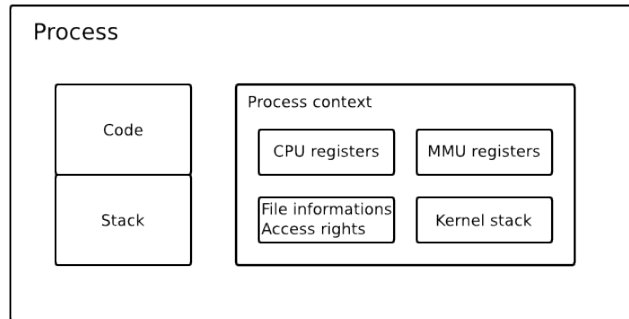 Process
Code
Stack
Process context
CPU registers
MMU registers
File informations
Access rights
Kernel stack